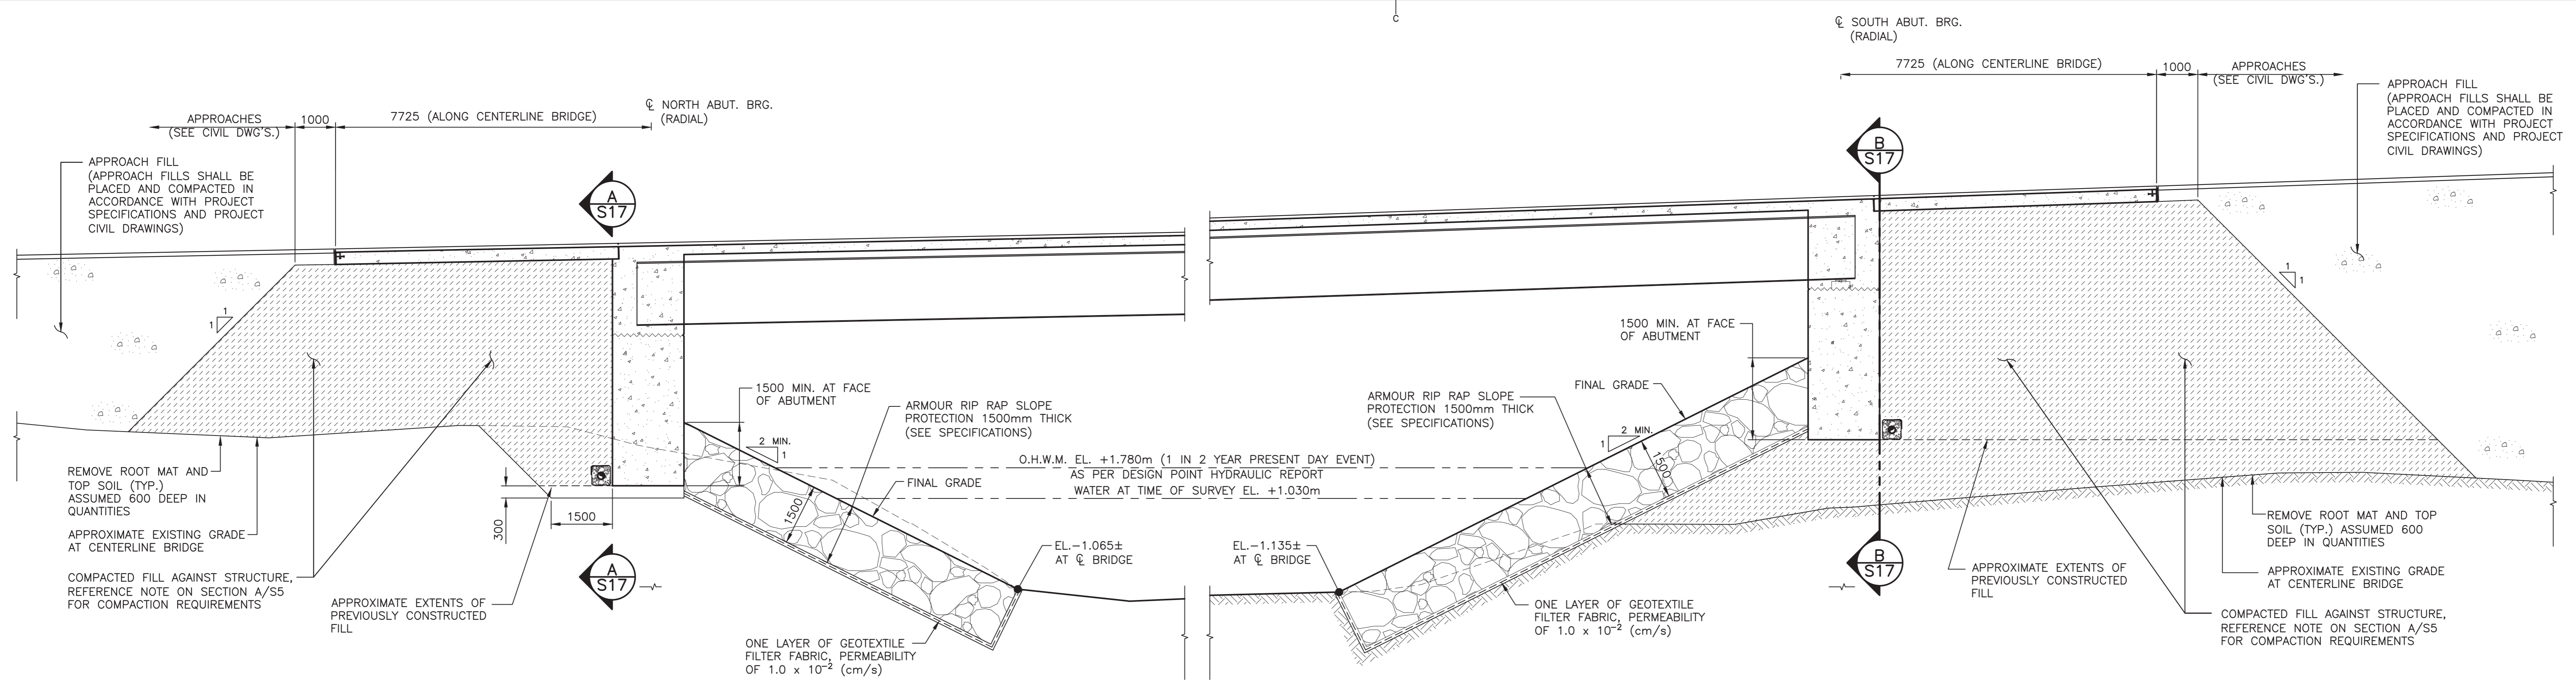 C
℄ SOUTH ABUT. BRG.
(RADIAL)
7725 (ALONG CENTERLINE BRIDGE)
1000
APPROACHES
(SEE CIVIL DWG'S.)
APPROACH FILL
(APPROACH FILLS SHALL BE
PLACED AND COMPACTED IN
ACCORDANCE WITH PROJECT
SPECIFICATIONS AND PROJECT
CIVIL DRAWINGS)
℄ NORTH ABUT. BRG.
(RADIAL)
APPROACHES
(SEE CIVIL DWG'S.)
1000
7725 (ALONG CENTERLINE BRIDGE)
APPROACH FILL
(APPROACH FILLS SHALL BE
PLACED AND COMPACTED IN
ACCORDANCE WITH PROJECT
SPECIFICATIONS AND PROJECT
CIVIL DRAWINGS)
A
S17
B
S17
1
1
1
1
1500 MIN. AT FACE
OF ABUTMENT
ARMOUR RIP RAP SLOPE
PROTECTION 1500mm THICK
(SEE SPECIFICATIONS)
2 MIN.
1
1500 MIN. AT FACE
OF ABUTMENT
FINAL GRADE
ARMOUR RIP RAP SLOPE
PROTECTION 1500mm THICK
(SEE SPECIFICATIONS)
2 MIN.
1
1500
O.H.W.M. EL. +1.780m (1 IN 2 YEAR PRESENT DAY EVENT)
AS PER DESIGN POINT HYDRAULIC REPORT
WATER AT TIME OF SURVEY EL. +1.030m
FINAL GRADE
1500
REMOVE ROOT MAT AND
TOP SOIL (TYP.)
ASSUMED 600 DEEP IN
QUANTITIES
APPROXIMATE EXISTING GRADE
AT CENTERLINE BRIDGE
COMPACTED FILL AGAINST STRUCTURE,
REFERENCE NOTE ON SECTION A/S5
FOR COMPACTION REQUIREMENTS
300
1500
APPROXIMATE EXTENTS OF
PREVIOUSLY CONSTRUCTED
FILL
A
S17
EL.-1.065±
AT ℄ BRIDGE
EL.-1.135±
AT ℄ BRIDGE
ONE LAYER OF GEOTEXTILE
FILTER FABRIC, PERMEABILITY
OF 1.0 x 10⁻² (cm/s)
ONE LAYER OF GEOTEXTILE
FILTER FABRIC, PERMEABILITY
OF 1.0 x 10⁻² (cm/s)
B
S17
APPROXIMATE EXTENTS OF
PREVIOUSLY CONSTRUCTED
FILL
REMOVE ROOT MAT AND TOP
SOIL (TYP.) ASSUMED 600
DEEP IN QUANTITIES
APPROXIMATE EXISTING GRADE
AT CENTERLINE BRIDGE
COMPACTED FILL AGAINST STRUCTURE,
REFERENCE NOTE ON SECTION A/S5
FOR COMPACTION REQUIREMENTS